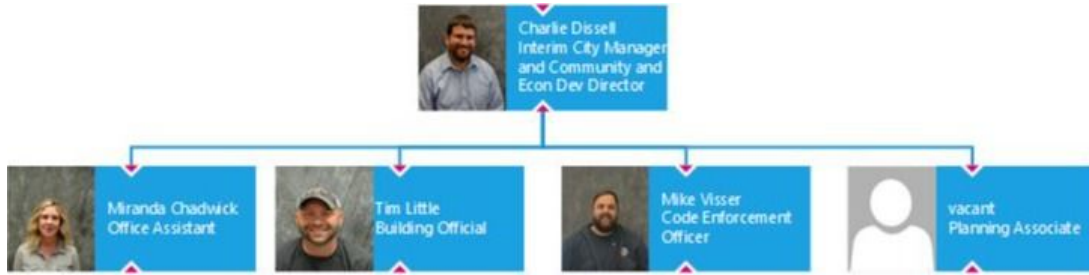 Charlie Dissell
Interim City Manager
and Community and
Econ Dev Director
Miranda Chadwick
Office Assistant
Tim Little
Building Official
Mike Visser
Code Enforcement
Officer
vacant
Planning Associate